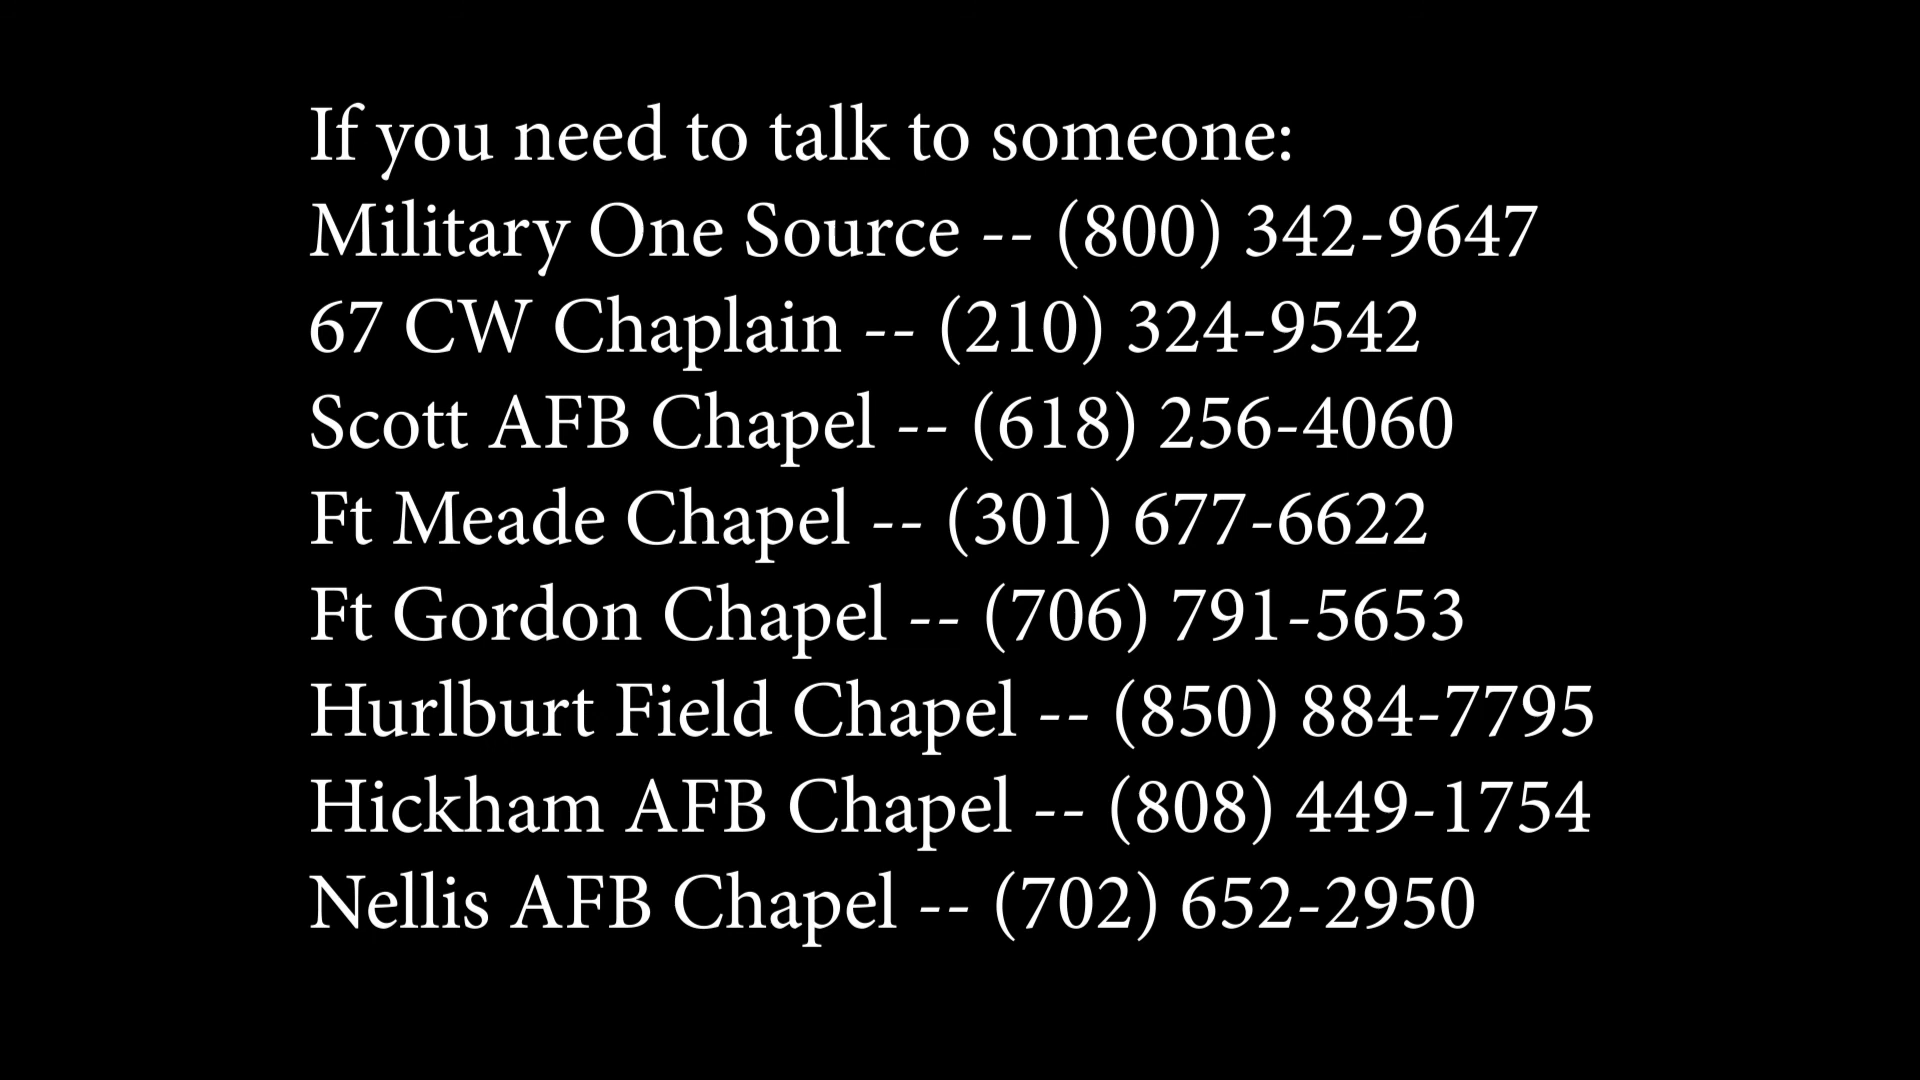 If you need to talk to someone:
Military One Source -- (800) 342-9647
67 CW Chaplain -- (210) 324-9542
Scott AFB Chapel -- (618) 256-4060
Ft Meade Chapel -- (301) 677-6622
Ft Gordon Chapel -- (706) 791-5653
Hurlburt Field Chapel -- (850) 884-7795
Hickham AFB Chapel -- (808) 449-1754
Nellis AFB Chapel -- (702) 652-2950